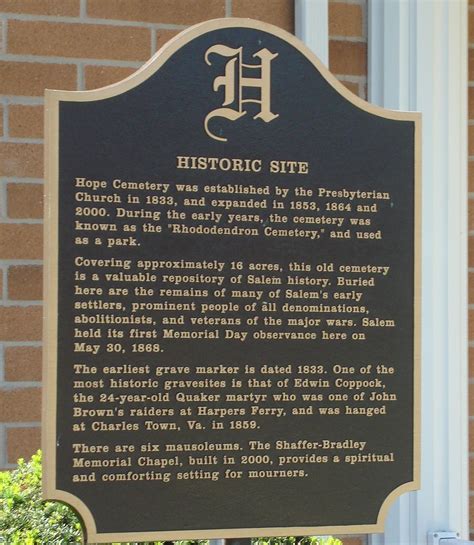 H
HISTORIC SITE
Hope Cemetery was established by the Presbyterian
Church in 1833, and expanded in 1853, 1864 and
2000. During the early years, the cemetery was
known as the "Rhododendron Cemetery," and used
as a park.
Covering approximately 16 acres, this old cemetery
is a valuable repository of Salem history. Buried
here are the remains of many of Salem's early
settlers, prominent people of all denominations,
abolitionists, and veterans of the major wars. Salem
held its first Memorial Day observance here on
May 30, 1868.
The earliest grave marker is dated 1833. One of the
most historic gravesites is that of Edwin Coppock,
the 24-year-old Quaker martyr who was one of John
Brown's raiders at Harpers Ferry, and was hanged
at Charles Town, Va. in 1859.
There are six mausoleums. The Shaffer-Bradley
Memorial Chapel, built in 2000, provides a spiritual
and comforting setting for mourners.